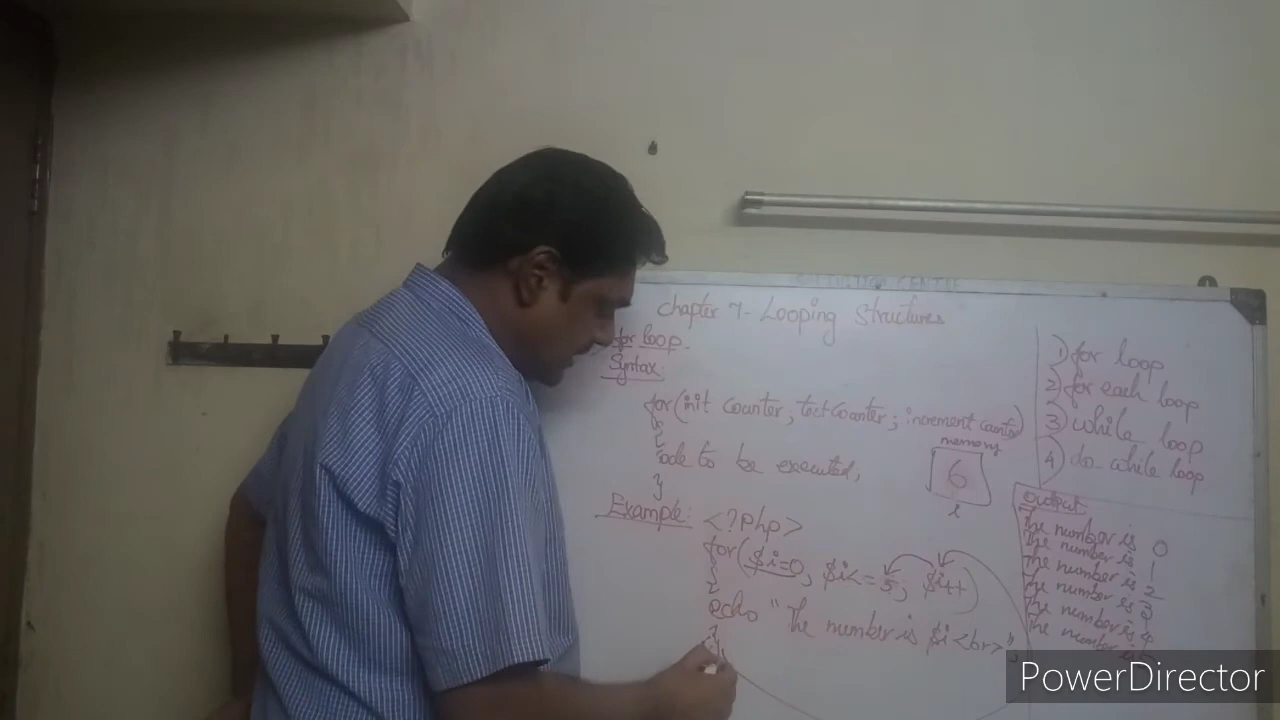 Chapter 7- Looping Structures
for loop
Syntax:
for(init counter, test counter; increment counter)
{
code to be executed;
}
memory
6
i
Example: <?php>
for($i=0, $i<=5; $i++)
{
echo "The number is $i<br>";
}
1) for loop
2) for each loop
3) while loop
4) do-while loop
Output
The number is 0
The number is 1
The number is 2
The number is 3
The number is 4
The number is
PowerDirector